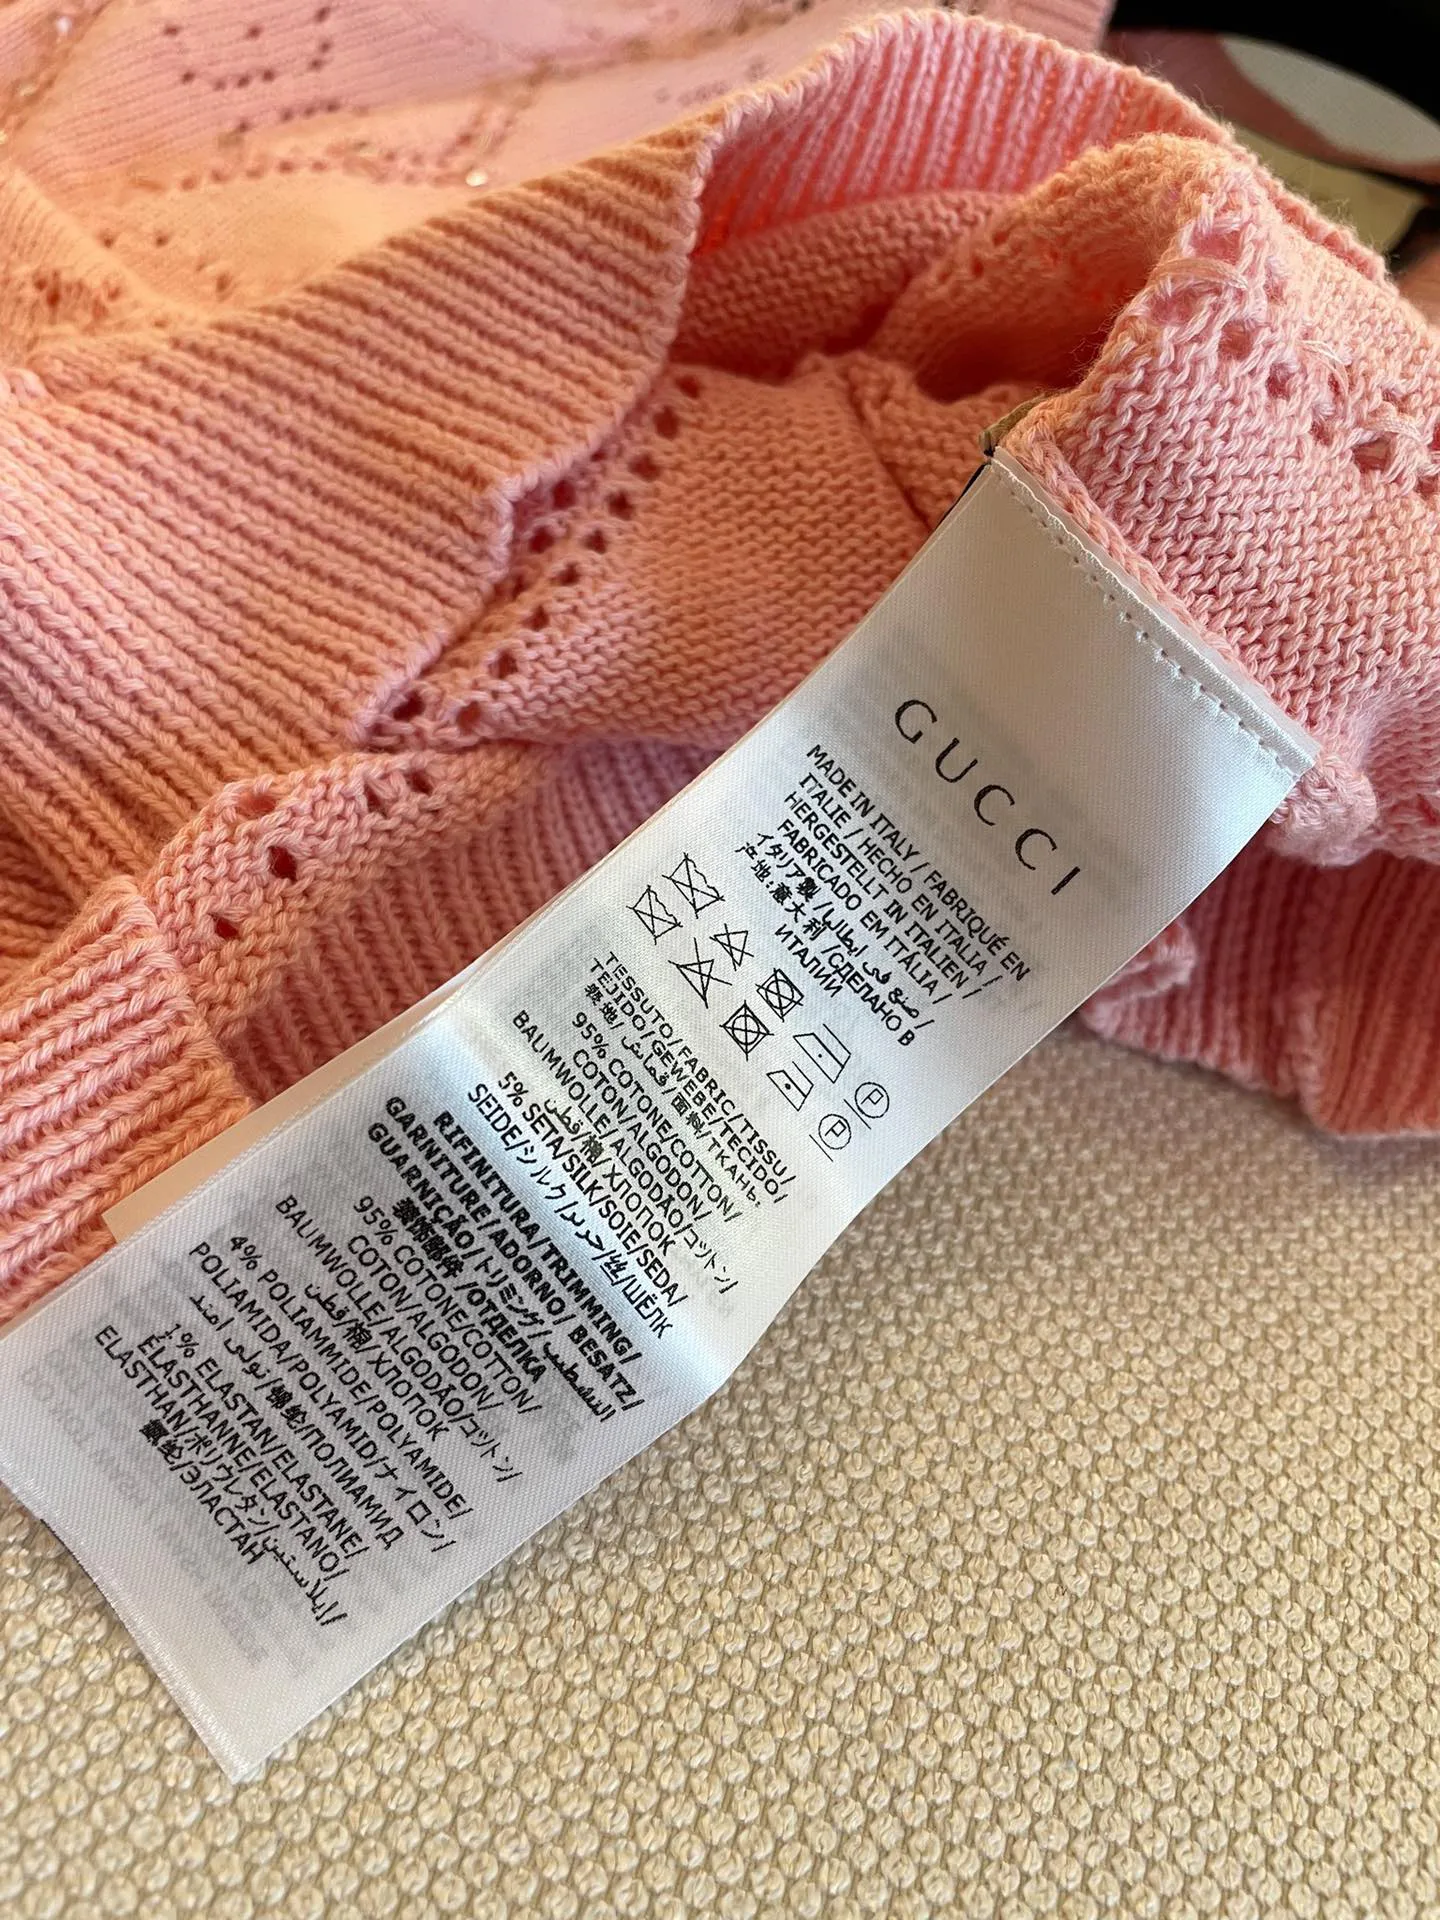 GUCCI
MADE IN ITALY / FABRIQUÉ EN
ITALIE / HECHO EN ITALIA /
HERGESTELLT IN ITALIEN /
FABRICADO EM ITÁLIA /
イタリア製 / صنع في ايطاليا /
产地:意大利 /СДЕЛАНО В
ИТАЛИИ
P
P
TESSUTO/FABRIC/TISSU/
TEJIDO/GEWEBE/TECIDO/
表地/قماش/面料/ТКАНЬ:
95% COTONE/COTTON/
COTON/ALGODON/
BAUMWOLLE/ALGODÃO/コットン/
قطن/棉/ХЛОПОК
5% SETA/SILK/SOIE/SEDA/
SEIDE/シルク/حرير/丝/ШЁЛК
RIFINITURA/TRIMMING/
GARNITURE/ADORNO/ BESATZ/
GUARNIÇÃO/トリミング/التشطيب/
装饰部件/ОТДЕЛКА
95% COTONE/COTTON/
COTON/ALGODON/
BAUMWOLLE/ALGODÃO/コットン/
قطن/棉/ХЛОПОК
4% POLIAMMIDE/POLYAMIDE/
POLIAMIDA/POLYAMID/ナイロン/
锦纶/ПОЛИАМИД
1% ELASTAN/ELASTANE/
ÉLASTHANNE/ELASTANO/
ELASTHAN/ポリウレタン/إيلاستين/
氨纶/ЭЛАСТАН